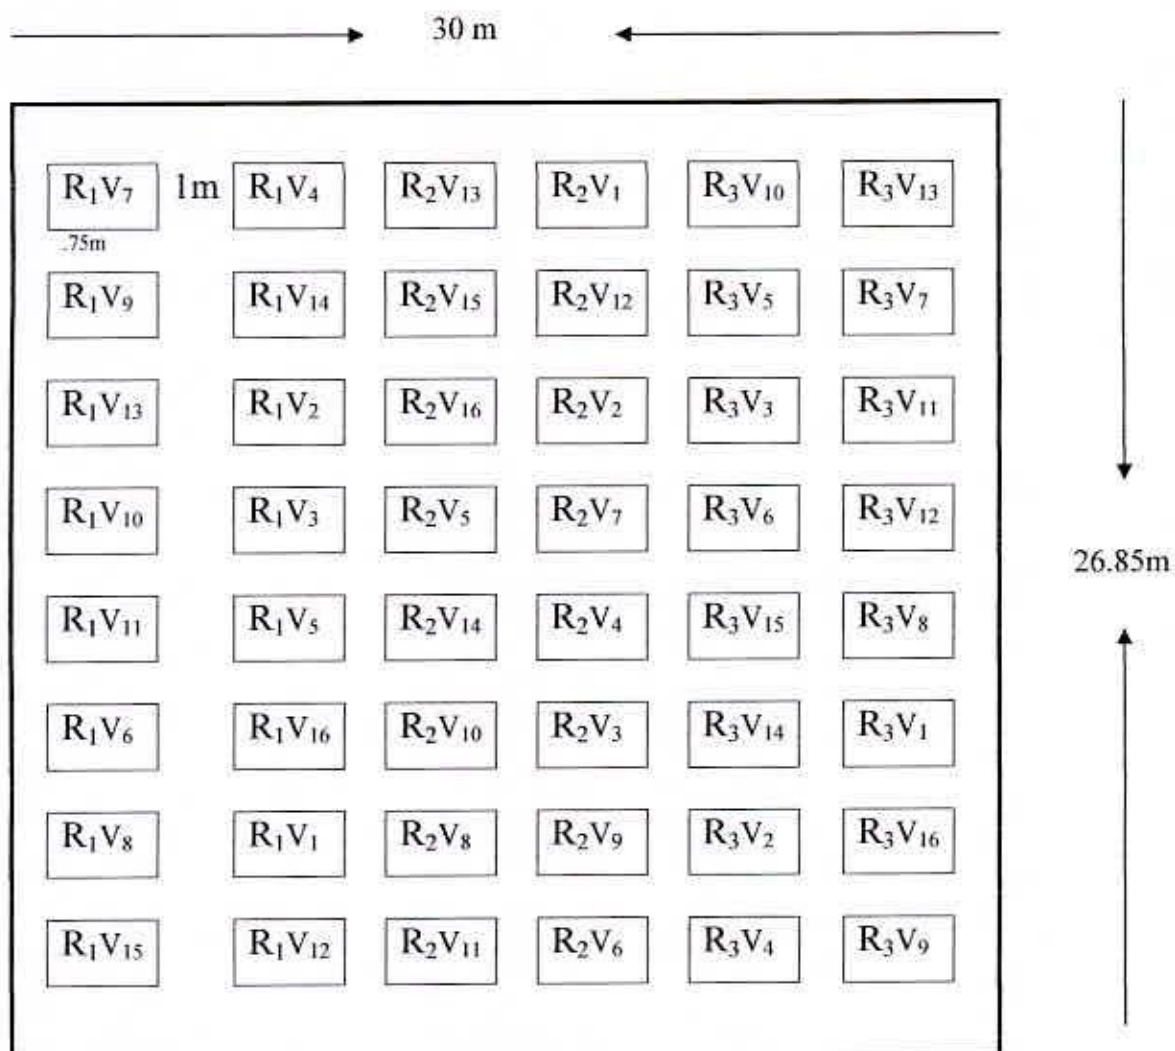 30 m
R₁V₇ 1m R₁V₄ R₂V₁₃ R₂V₁ R₃V₁₀ R₃V₁₃
.75m
R₁V₉ R₁V₁₄ R₂V₁₅ R₂V₁₂ R₃V₅ R₃V₇
R₁V₁₃ R₁V₂ R₂V₁₆ R₂V₂ R₃V₃ R₃V₁₁
R₁V₁₀ R₁V₃ R₂V₅ R₂V₇ R₃V₆ R₃V₁₂
26.85m
R₁V₁₁ R₁V₅ R₂V₁₄ R₂V₄ R₃V₁₅ R₃V₈
R₁V₆ R₁V₁₆ R₂V₁₀ R₂V₃ R₃V₁₄ R₃V₁
R₁V₈ R₁V₁ R₂V₈ R₂V₉ R₃V₂ R₃V₁₆
R₁V₁₅ R₁V₁₂ R₂V₁₁ R₂V₆ R₃V₄ R₃V₉